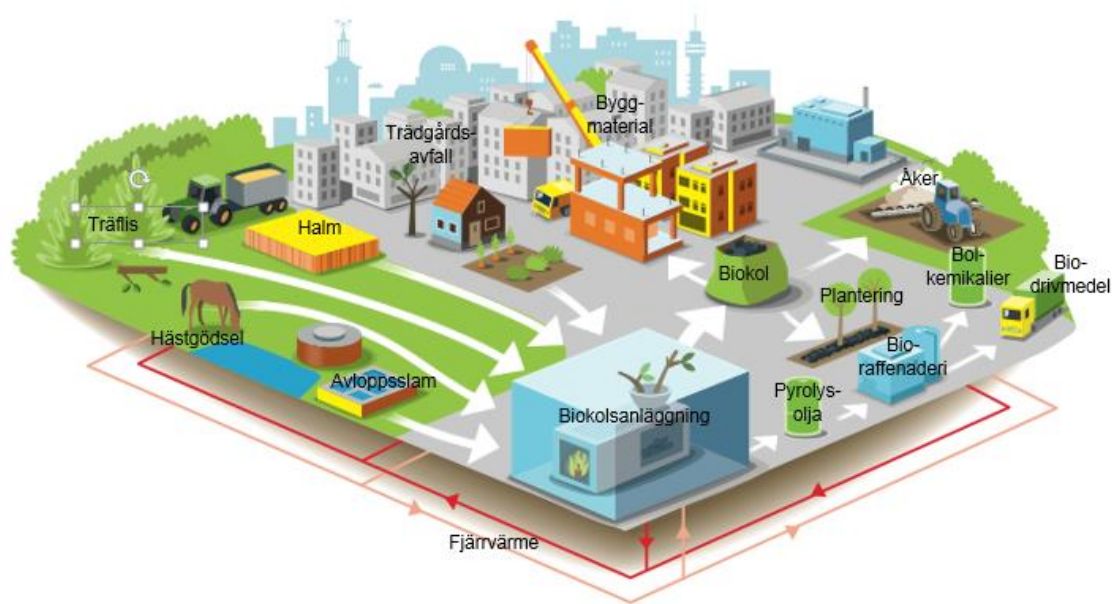 Bygg-
material
Trädgårds-
avfall
Åker
Träflis
Halm
Biokol
Bol-
kemikalier
Bio-
drivmedel
Plantering
Hästgödsel
Bio-
raffenaderi
Avloppsslam
Pyrolys-
olja
Biokolsanläggning
Fjärrvärme